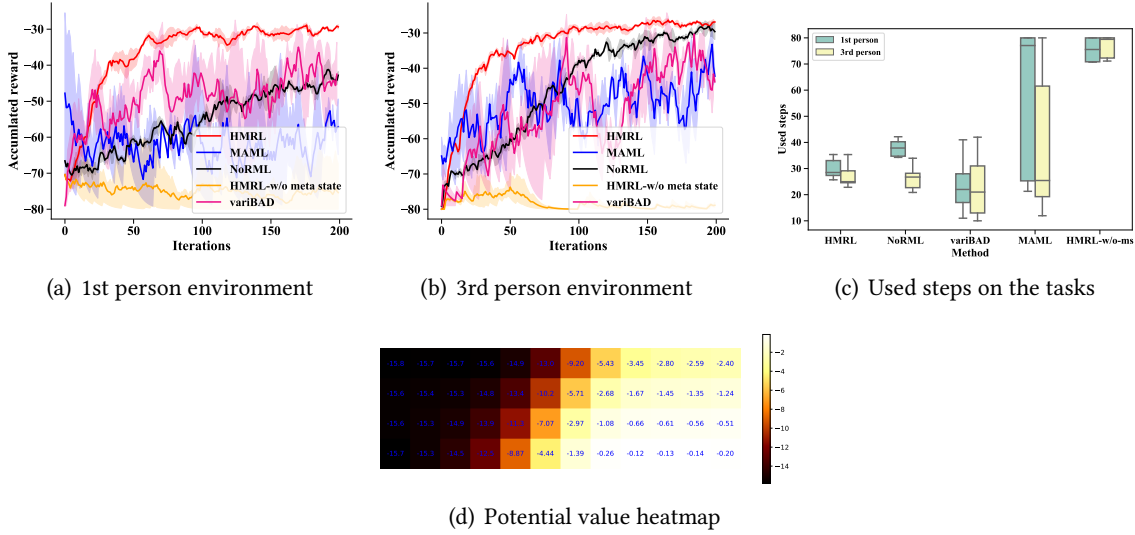 Accumlated reward
−30
−40
−50
−60
−70
−80
HMRL
MAML
NoRML
HMRL-w/o meta state
variBAD
0
50
100
150
200
Iterations
(a) 1st person environment
Accumlated reward
−30
−40
−50
−60
−70
−80
HMRL
MAML
NoRML
HMRL-w/o meta state
variBAD
0
50
100
150
200
Iterations
(b) 3rd person environment
Used steps
80
70
60
50
40
30
20
10
1st person
3rd person
HMRL NoRML variBAD MAML HMRL-w/o-ms
Method
(c) Used steps on the tasks
-9.20 -5.43 -3.45 -2.80 -2.59 -2.40
-10.2 -5.71 -2.68 -1.67 -1.45 -1.35 -1.24
-7.07 -2.97 -1.08 -0.66 -0.61 -0.56 -0.51
-8.87 -4.44 -1.39 -0.26 -0.12 -0.13 -0.14 -0.20
−2
−4
−6
−8
−10
−12
−14
(d) Potential value heatmap